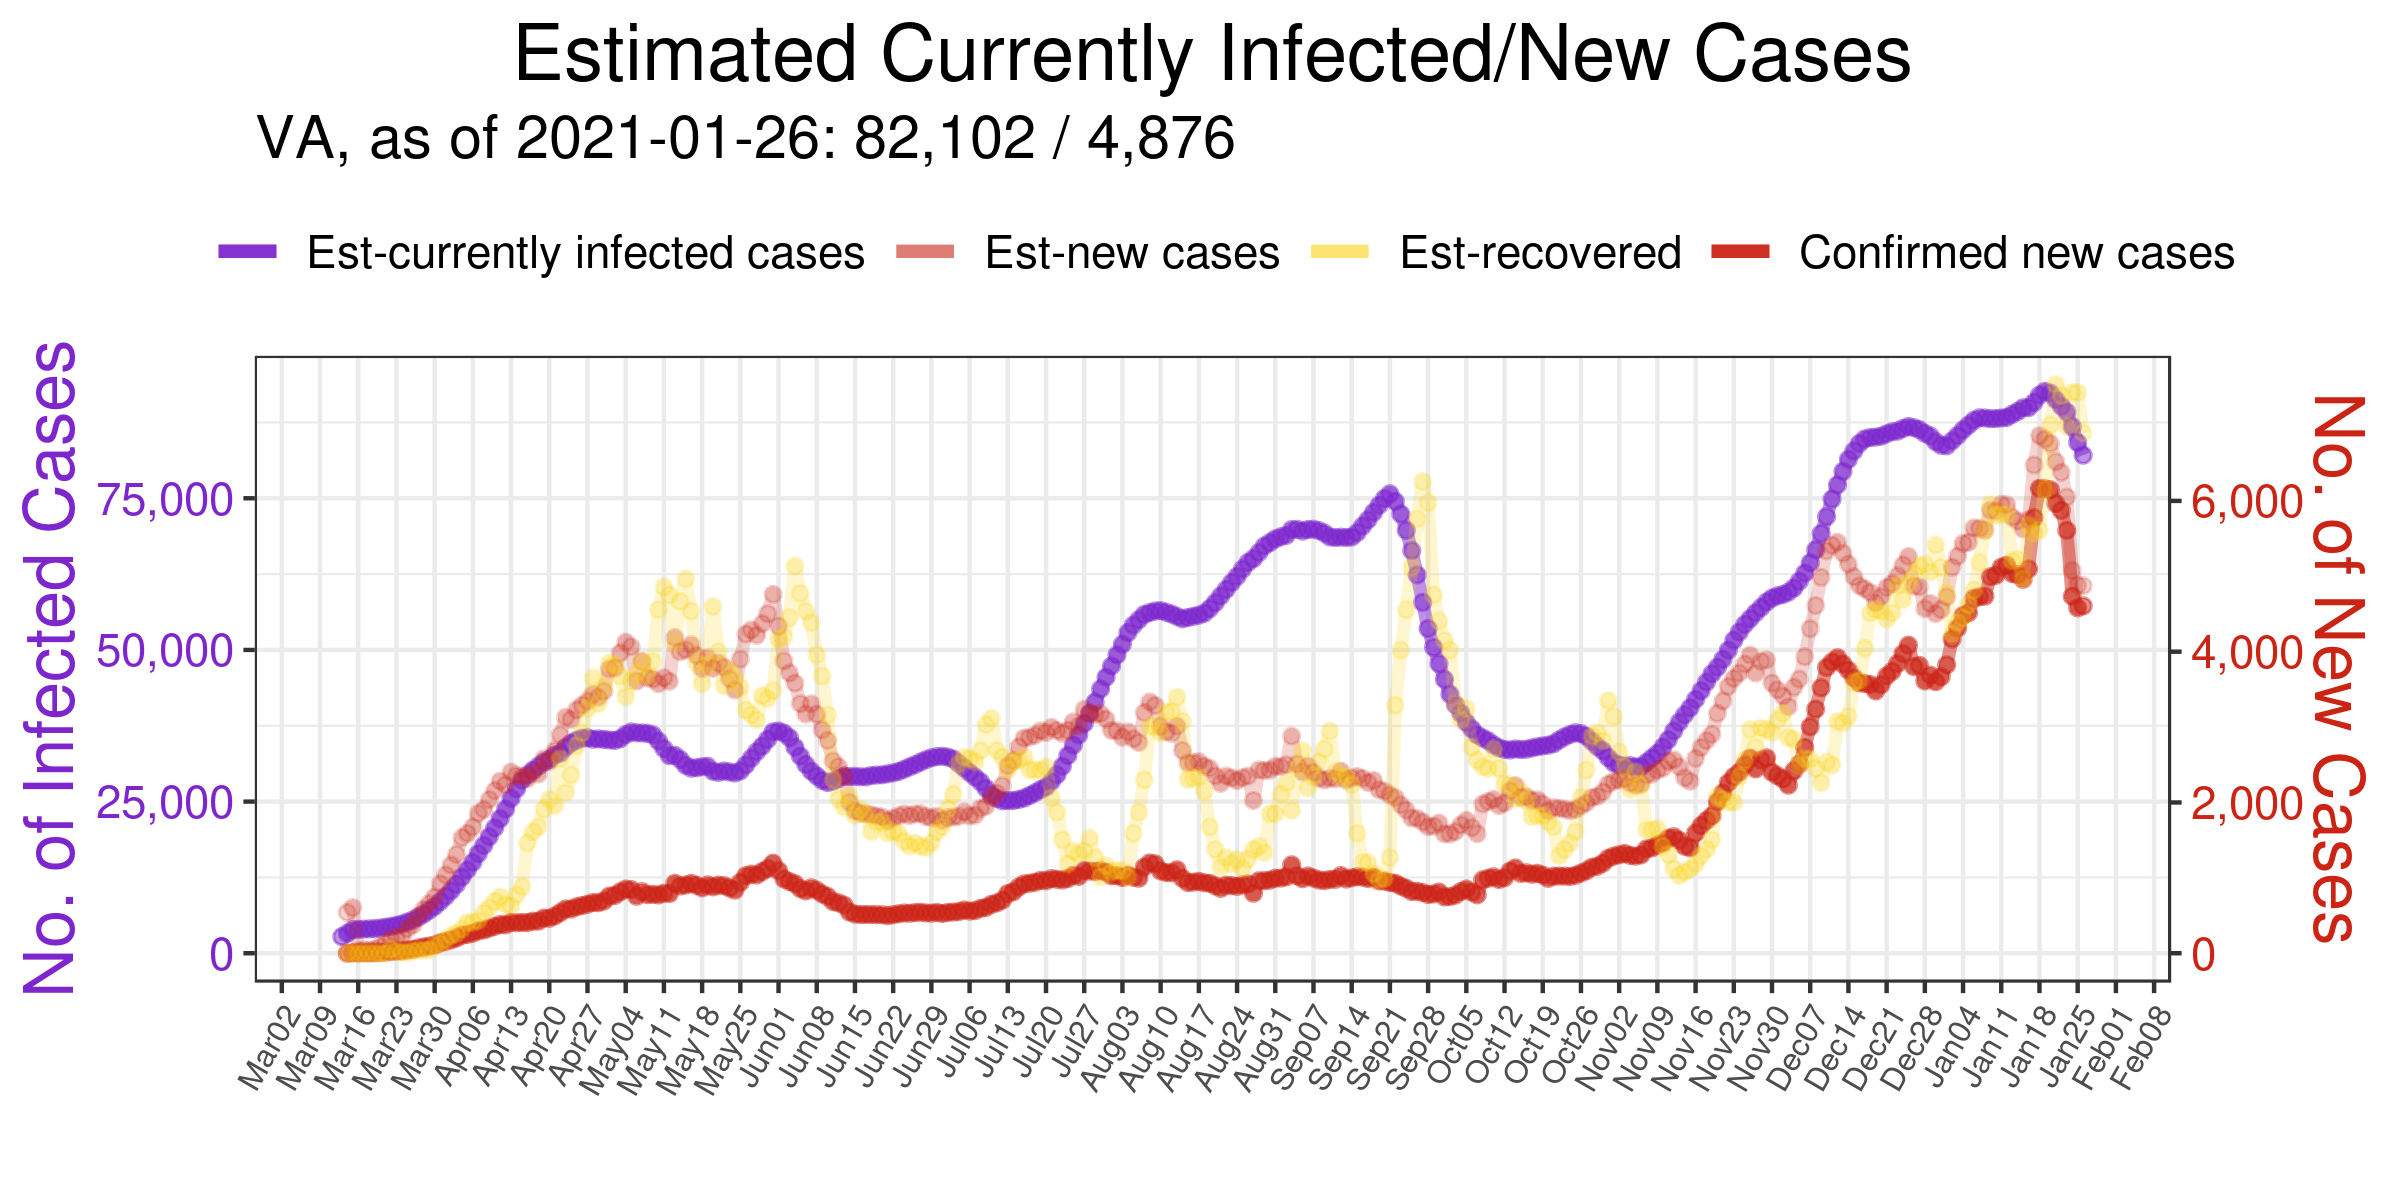 Estimated Currently Infected/New Cases
VA, as of 2021-01-26: 82,102 / 4,876
Est-currently infected cases Est-new cases Est-recovered Confirmed new cases
No. of Infected Cases
75,000
50,000
25,000
0
6,000
4,000
2,000
0
No. of New Cases
Mar02 Mar09 Mar16 Mar23 Mar30 Apr06 Apr13 Apr20 Apr27 May04 May11 May18 May25 Jun01 Jun08 Jun15 Jun22 Jun29 Jul06 Jul13 Jul20 Jul27 Aug03 Aug10 Aug17 Aug24 Aug31 Sep07 Sep14 Sep21 Sep28 Oct05 Oct12 Oct19 Oct26 Nov02 Nov09 Nov16 Nov23 Nov30 Dec07 Dec14 Dec21 Dec28 Jan04 Jan11 Jan18 Jan25 Feb01 Feb08